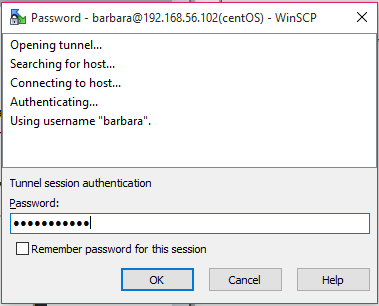 Password - barbara@192.168.56.102(centOS) - WinSCP
Opening tunnel...
Searching for host...
Connecting to host...
Authenticating...
Using username "barbara".
Tunnel session authentication
Password:
●●●●●●●●●●●
Remember password for this session
OK Cancel Help